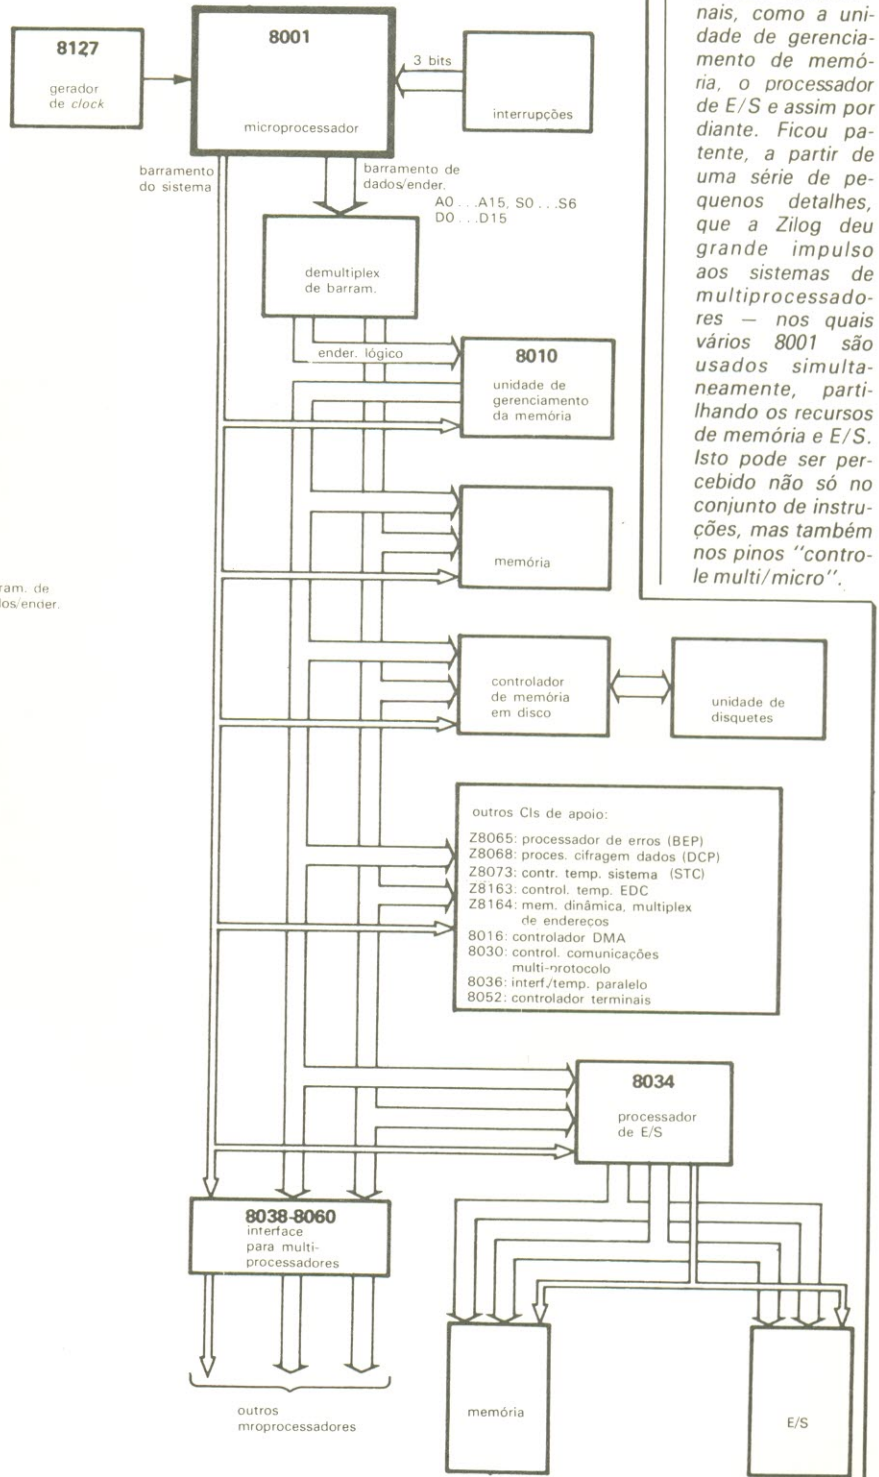 8127
gerador
de clock
8001
microprocessador
3 bits
interrupções
barramento
do sistema
barramento de
dados/ender.
A0...A15, S0...S6
D0...D15
demultiplex
de barram.
ender. lógico
8010
unidade de
gerenciamento
da memória
memória
ram. de
los/ender.
controlador
de memória
em disco
unidade de
disquetes
outros CIs de apoio:
Z8065: processador de erros (BEP)
Z8068: proces. cifragem dados (DCP)
Z8073: contr. temp. sistema (STC)
Z8163: control. temp. EDC
Z8164: mem. dinâmica, multiplex
de endereços
8016: controlador DMA
8030: control. comunicações
multi-protocolo
8036: interf./temp. paralelo
8052: controlador terminais
8034
processador
de E/S
8038-8060
interface
para multi-
processadores
outros
mroprocessadores
memória
E/S
nais, como a uni-
dade de gerencia-
mento de memó-
ria, o processador
de E/S e assim por
diante. Ficou pa-
tente, a partir de
uma série de pe-
quenos detalhes,
que a Zilog deu
grande impulso
aos sistemas de
multiprocessado-
res — nos quais
vários 8001 são
usados simulta-
neamente, parti-
lhando os recursos
de memória e E/S.
Isto pode ser per-
cebido não só no
conjunto de instru-
ções, mas também
nos pinos "contro-
le multi/micro".